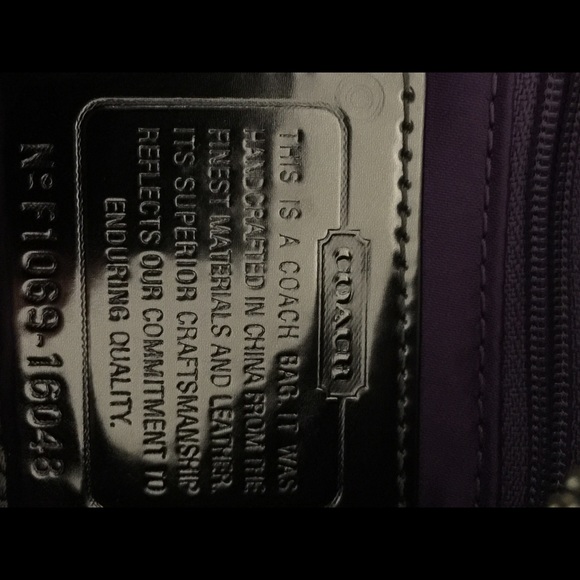 COACH
THIS IS A COACH BAG. IT WAS
HANDCRAFTED IN CHINA FROM THE
FINEST MATERIALS AND LEATHER.
ITS SUPERIOR CRAFTSMANSHIP
REFLECTS OUR COMMITMENT TO
ENDURING QUALITY.
Nº F1069-16048